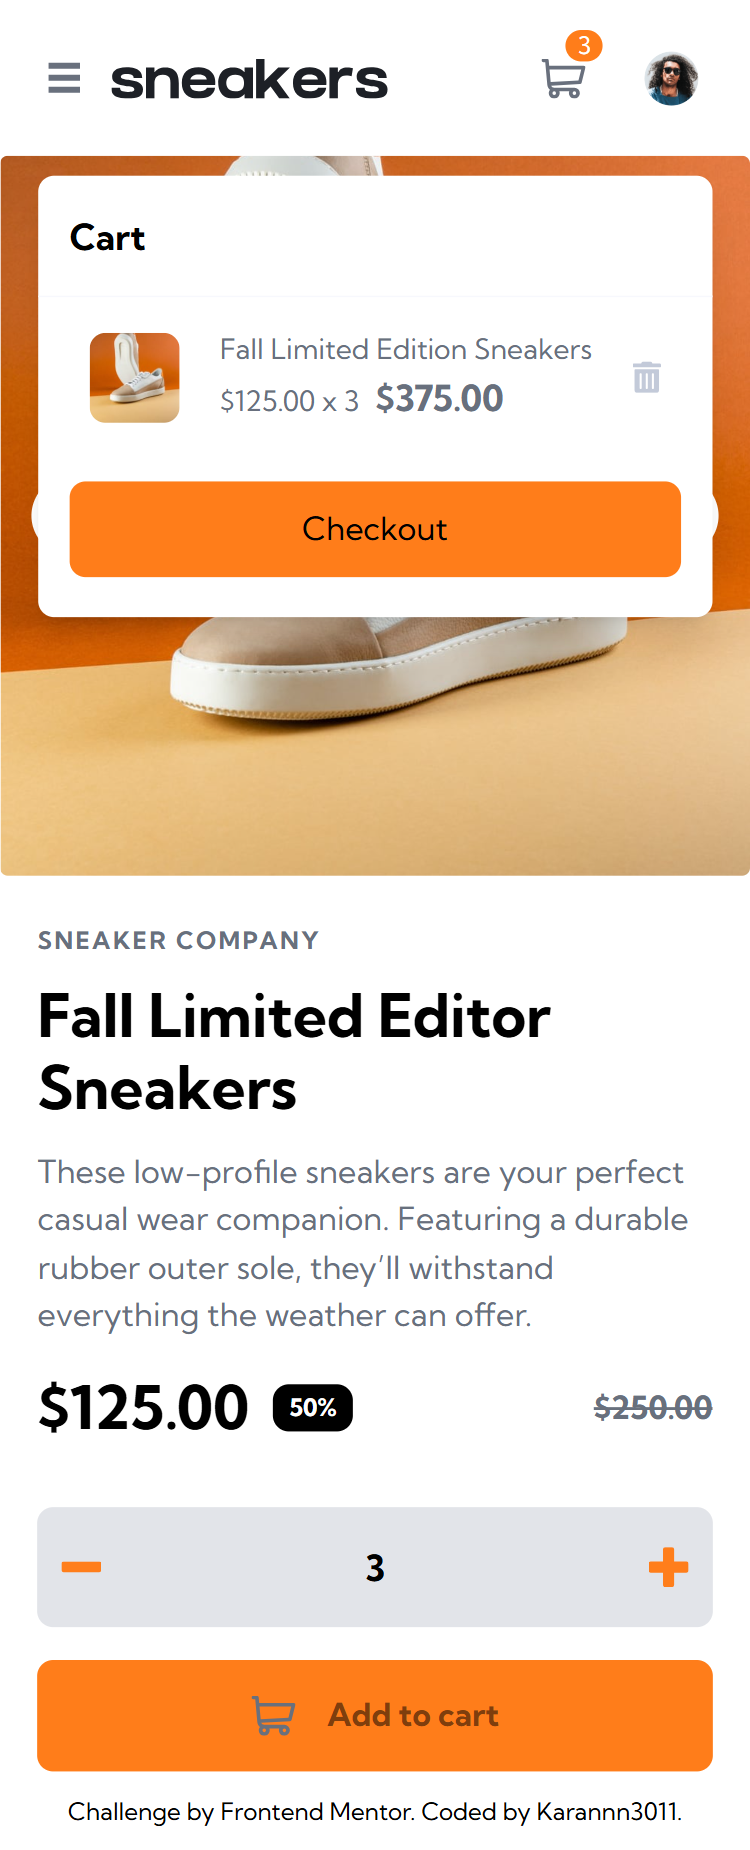 sneakers
3
Cart
Fall Limited Edition Sneakers
$125.00 x 3 $375.00
Checkout
SNEAKER COMPANY
Fall Limited Editor
Sneakers
These low-profile sneakers are your perfect
casual wear companion. Featuring a durable
rubber outer sole, they’ll withstand
everything the weather can offer.
$125.00 50% $250.00
3
Add to cart
Challenge by Frontend Mentor. Coded by Karannn3011.